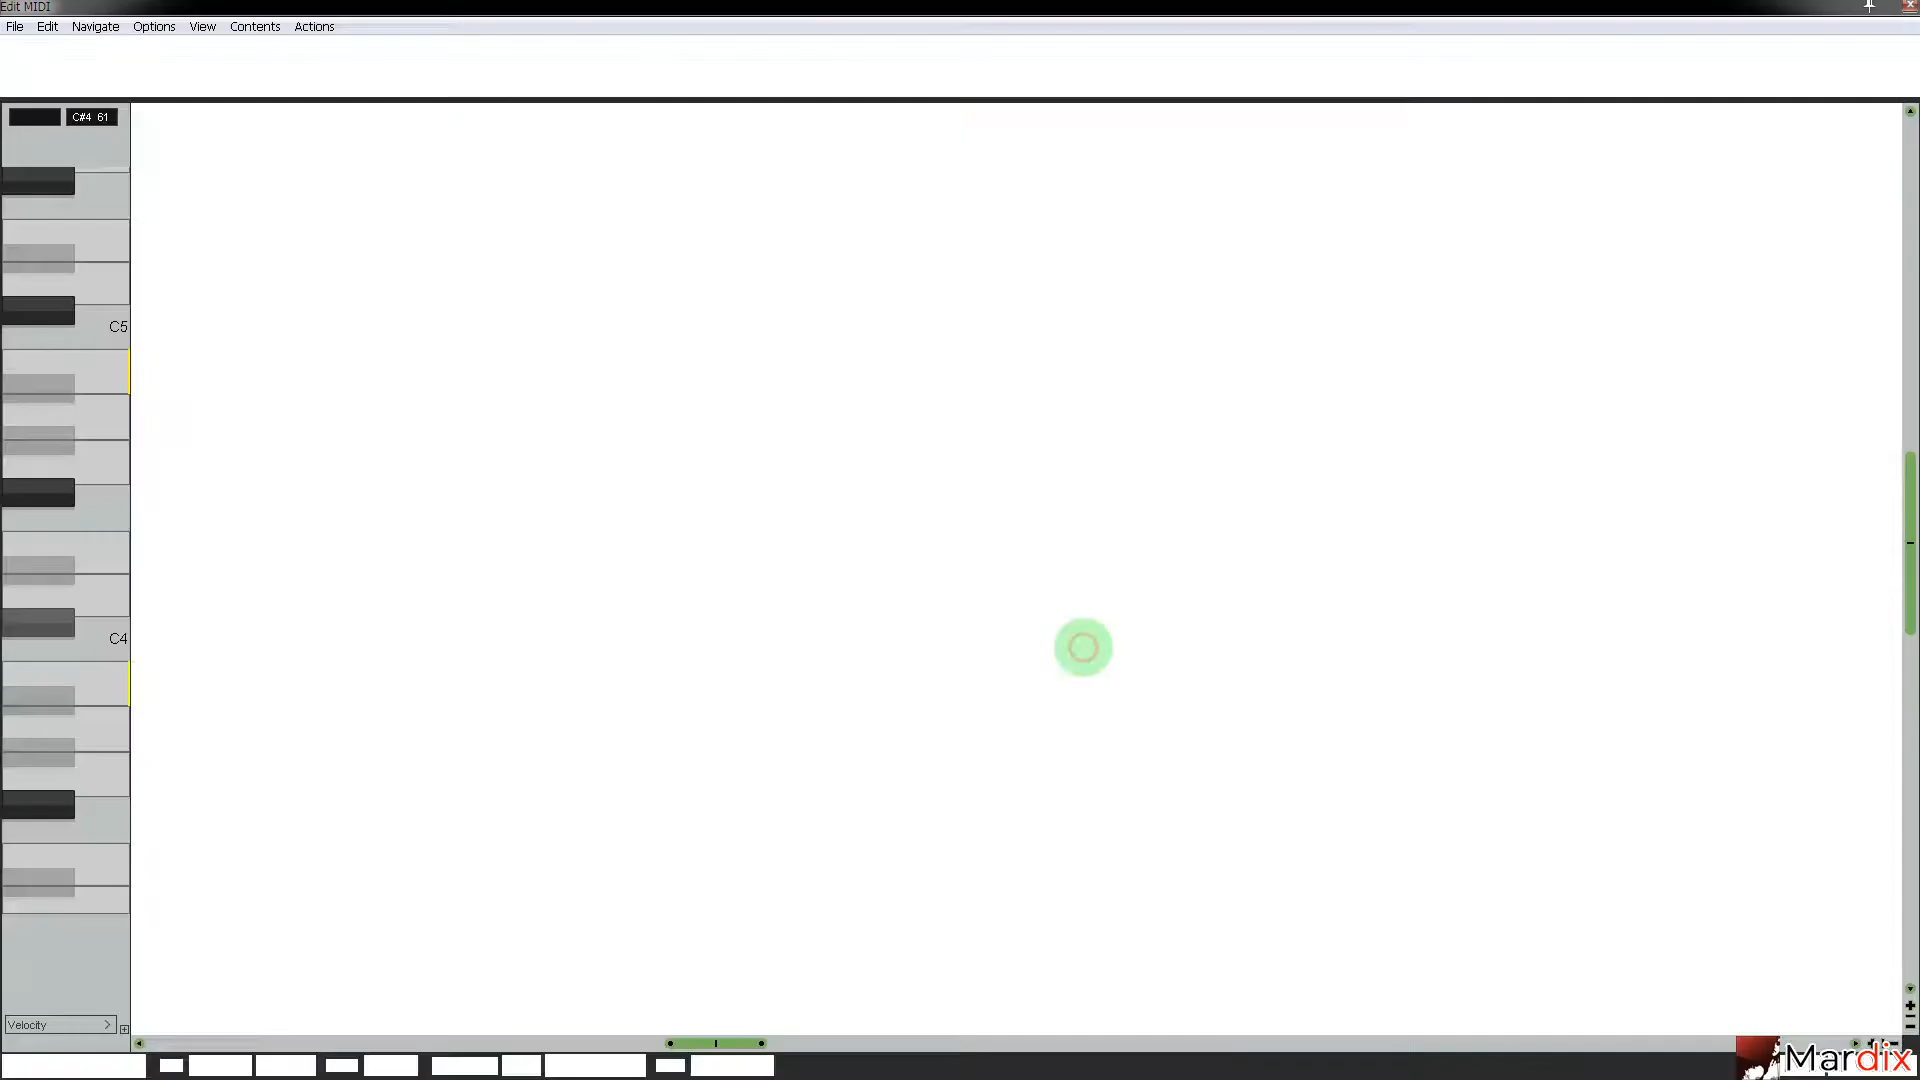 Edit MIDI
File Edit Navigate Options View Contents Actions
C#4 61
C5
C4
Velocity
Mardix